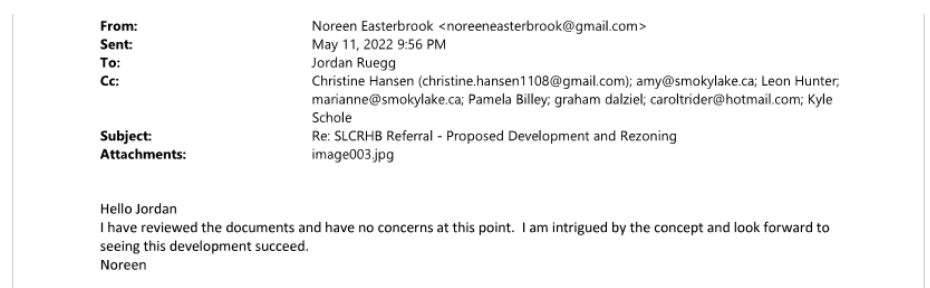 From: Noreen Easterbrook <noreeneasterbrook@gmail.com>
Sent: May 11, 2022 9:56 PM
To: Jordan Ruegg
Cc: Christine Hansen (christine.hansen1108@gmail.com); amy@smokylake.ca; Leon Hunter;
marianne@smokylake.ca; Pamela Billey; graham dalziel; caroltrider@hotmail.com; Kyle
Schole
Subject: Re: SLCRHB Referral - Proposed Development and Rezoning
Attachments: image003.jpg
Hello Jordan
I have reviewed the documents and have no concerns at this point.  I am intrigued by the concept and look forward to
seeing this development succeed.
Noreen